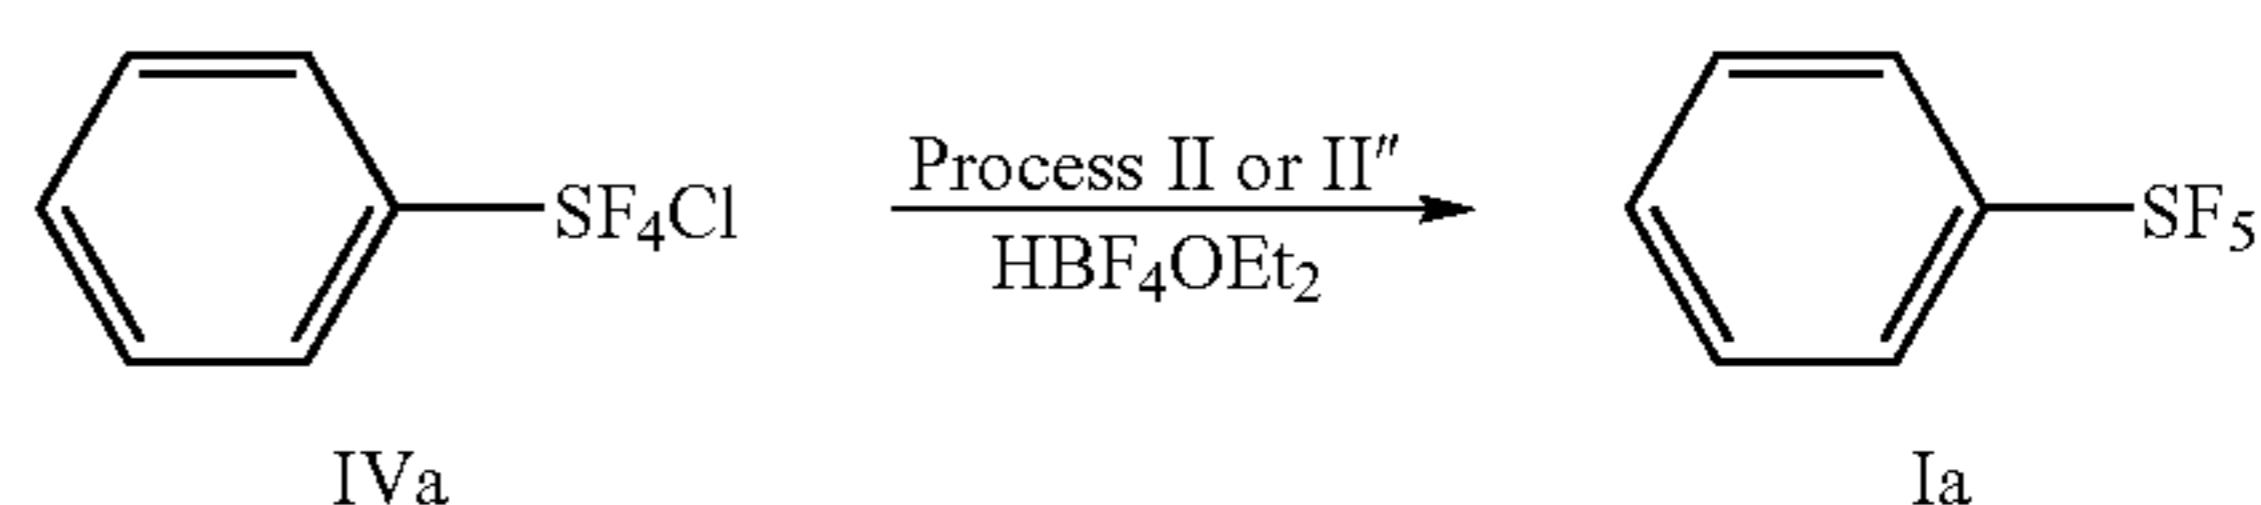 Process II or II″
SF₄Cl
SF₅
HBF₄OEt₂
IVa
Ia